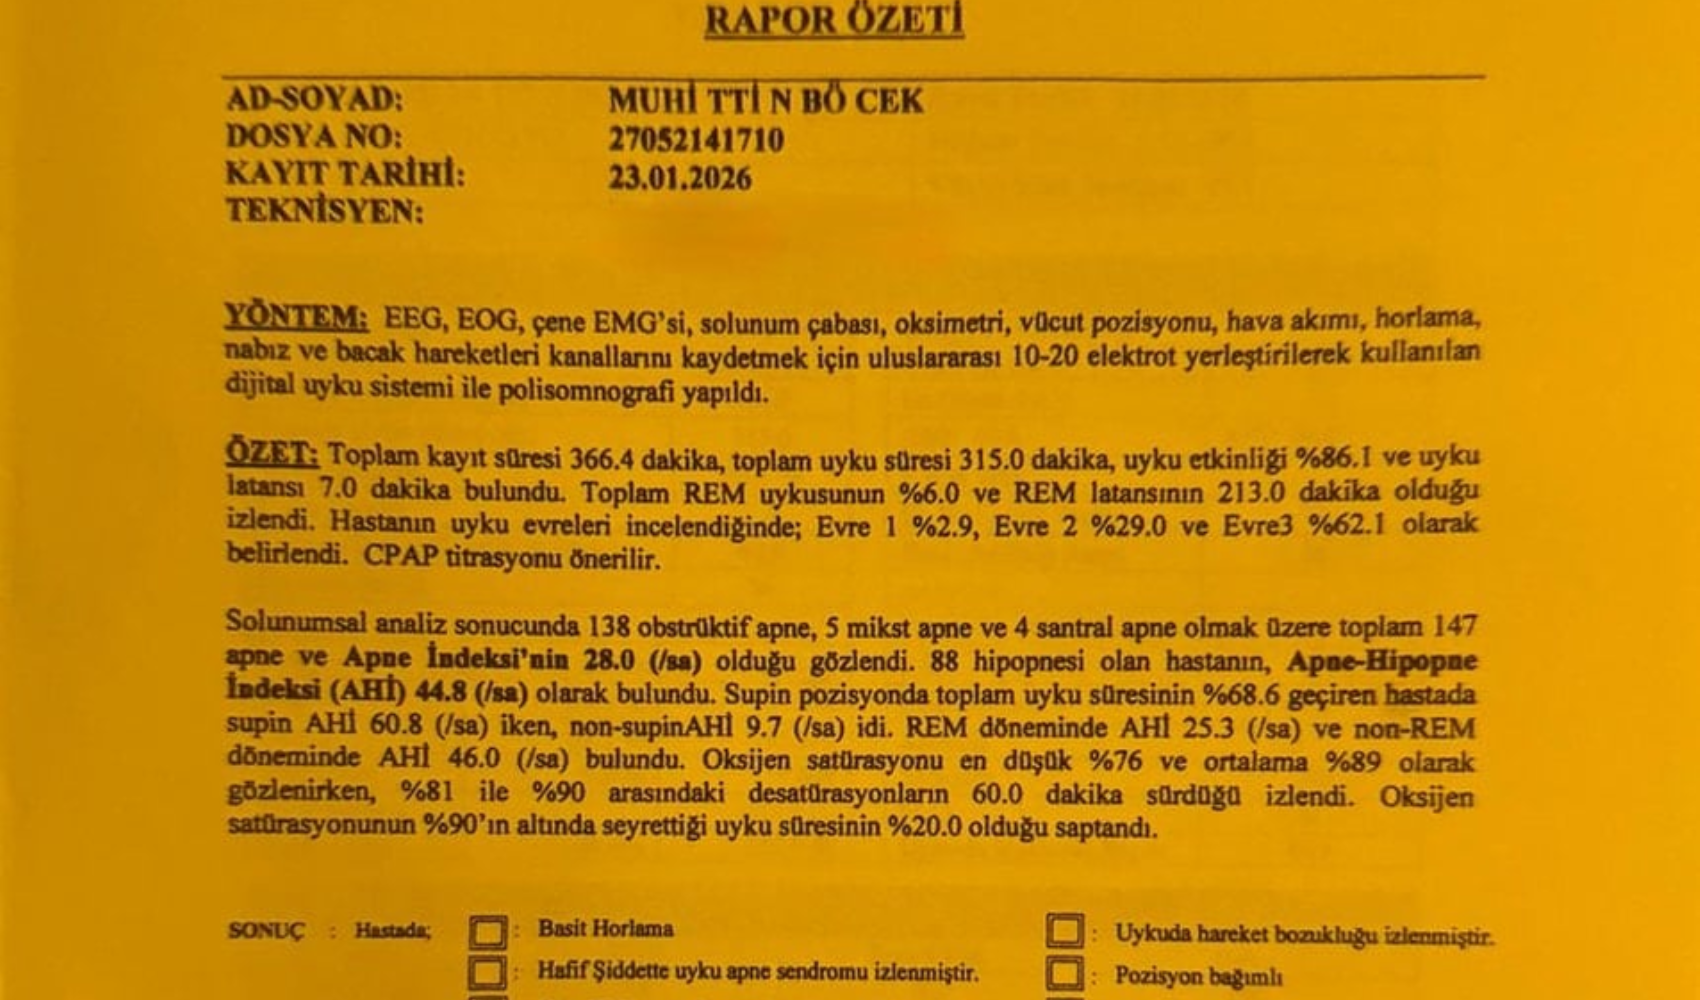 RAPOR ÖZETİ
AD-SOYAD: MUHİ TTİ N BÖ CEK
DOSYA NO: 27052141710
KAYIT TARİHİ: 23.01.2026
TEKNİSYEN:
YÖNTEM: EEG, EOG, çene EMG'si, solunum çabası, oksimetri, vücut pozisyonu, hava akımı, horlama,
nabız ve bacak hareketleri kanallarını kaydetmek için uluslararası 10-20 elektrot yerleştirilerek kullanılan
dijital uyku sistemi ile polisomnografi yapıldı.
ÖZET: Toplam kayıt süresi 366.4 dakika, toplam uyku süresi 315.0 dakika, uyku etkinliği %86.1 ve uyku
latansı 7.0 dakika bulundu. Toplam REM uykusunun %6.0 ve REM latansının 213.0 dakika olduğu
izlendi. Hastanın uyku evreleri incelendiğinde; Evre 1 %2.9, Evre 2 %29.0 ve Evre3 %62.1 olarak
belirlendi. CPAP titrasyonu önerilir.
Solunumsal analiz sonucunda 138 obstrüktif apne, 5 mikst apne ve 4 santral apne olmak üzere toplam 147
apne ve Apne İndeksi'nin 28.0 (/sa) olduğu gözlendi. 88 hipopnesi olan hastanın, Apne-Hipopne
İndeksi (AHİ) 44.8 (/sa) olarak bulundu. Supin pozisyonda toplam uyku süresinin %68.6 geçiren hastada
supin AHİ 60.8 (/sa) iken, non-supinAHİ 9.7 (/sa) idi. REM döneminde AHİ 25.3 (/sa) ve non-REM
döneminde AHİ 46.0 (/sa) bulundu. Oksijen satürasyonu en düşük %76 ve ortalama %89 olarak
gözlenirken, %81 ile %90 arasındaki desatürasyonların 60.0 dakika sürdüğü izlendi. Oksijen
satürasyonunun %90'ın altında seyrettiği uyku süresinin %20.0 olduğu saptandı.
SONUÇ : Hastada; : Basit Horlama : Uykuda hareket bozukluğu izlenmiştir.
: Hafif Şiddette uyku apne sendromu izlenmiştir. : Pozisyon bağımlı